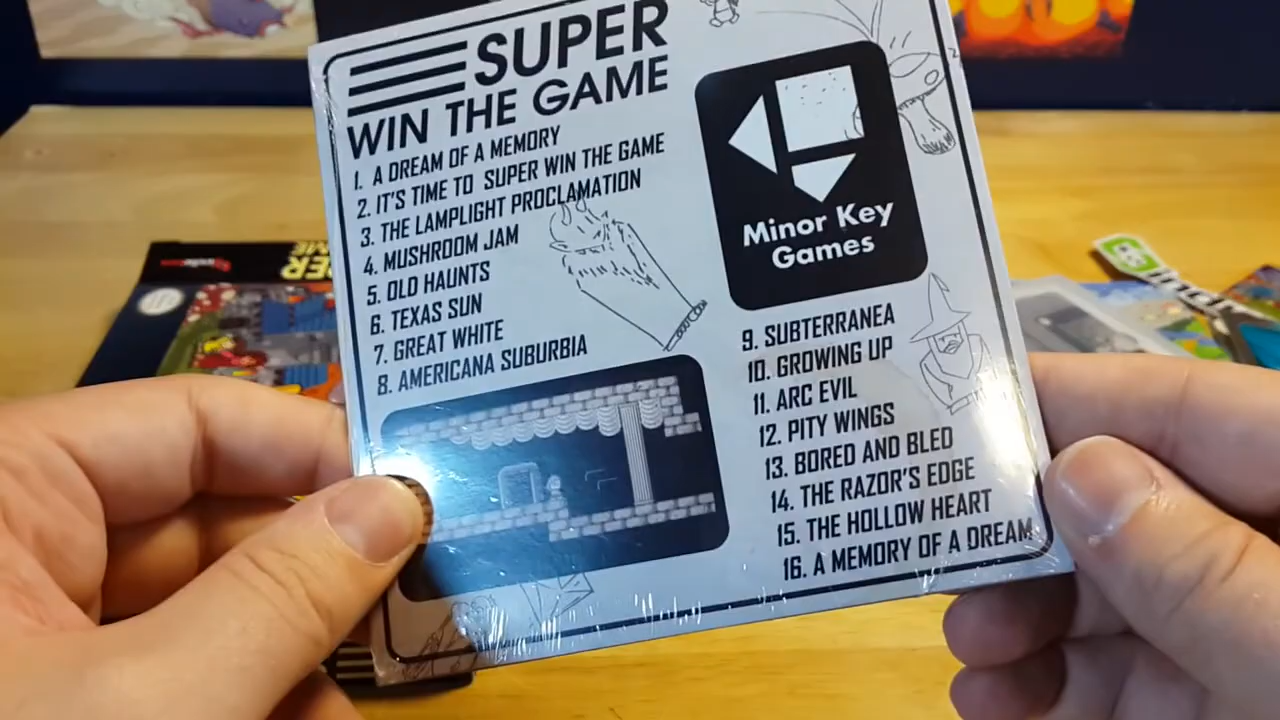 SUPER
WIN THE GAME
1. A DREAM OF A MEMORY
2. IT'S TIME TO SUPER WIN THE GAME
3. THE LAMPLIGHT PROCLAMATION
4. MUSHROOM JAM
5. OLD HAUNTS
6. TEXAS SUN
7. GREAT WHITE
8. AMERICANA SUBURBIA
Minor Key
Games
9. SUBTERRANEA
10. GROWING UP
11. ARC EVIL
12. PITY WINGS
13. BORED AND BLED
14. THE RAZOR'S EDGE
15. THE HOLLOW HEART
16. A MEMORY OF A DREAM